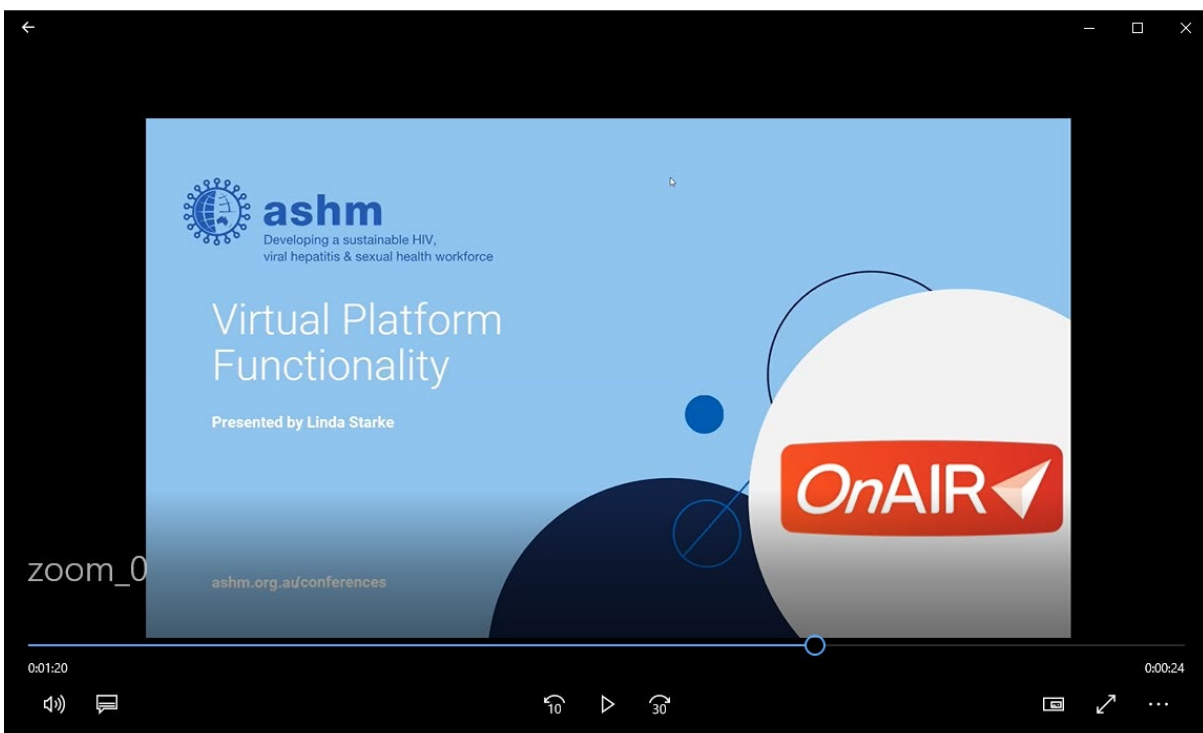 ashm
Developing a sustainable HIV,
viral hepatitis & sexual health workforce
Virtual Platform
Functionality
Presented by Linda Starke
OnAIR
zoom_0
ashm.org.au/conferences
0:01:20
0:00:24
10
30